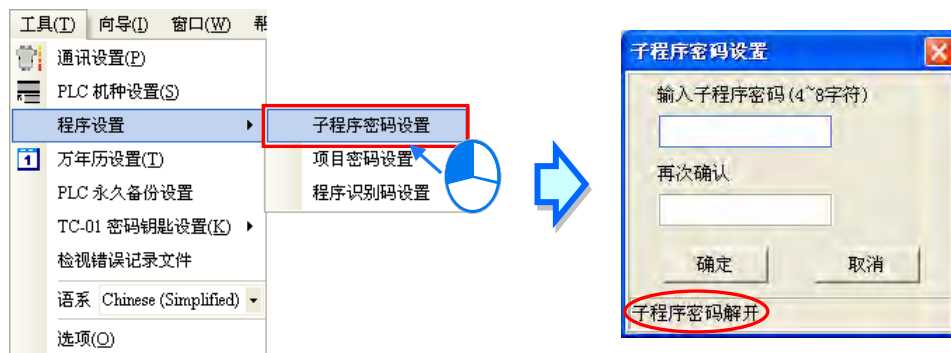 工具(T) 向导(I) 窗口(W)
通讯设置(P)
PLC 机种设置(S)
程序设置
万年历设置(T)
PLC 永久备份设置
TC-01 密码钥匙设置(K)
检视错误记录文件
语系 Chinese (Simplified)
选项(O)
子程序密码设置
项目密码设置
程序识别码设置
子程序密码设置
输入子程序密码(4~8字符)
再次确认
确定 取消
子程序密码解开